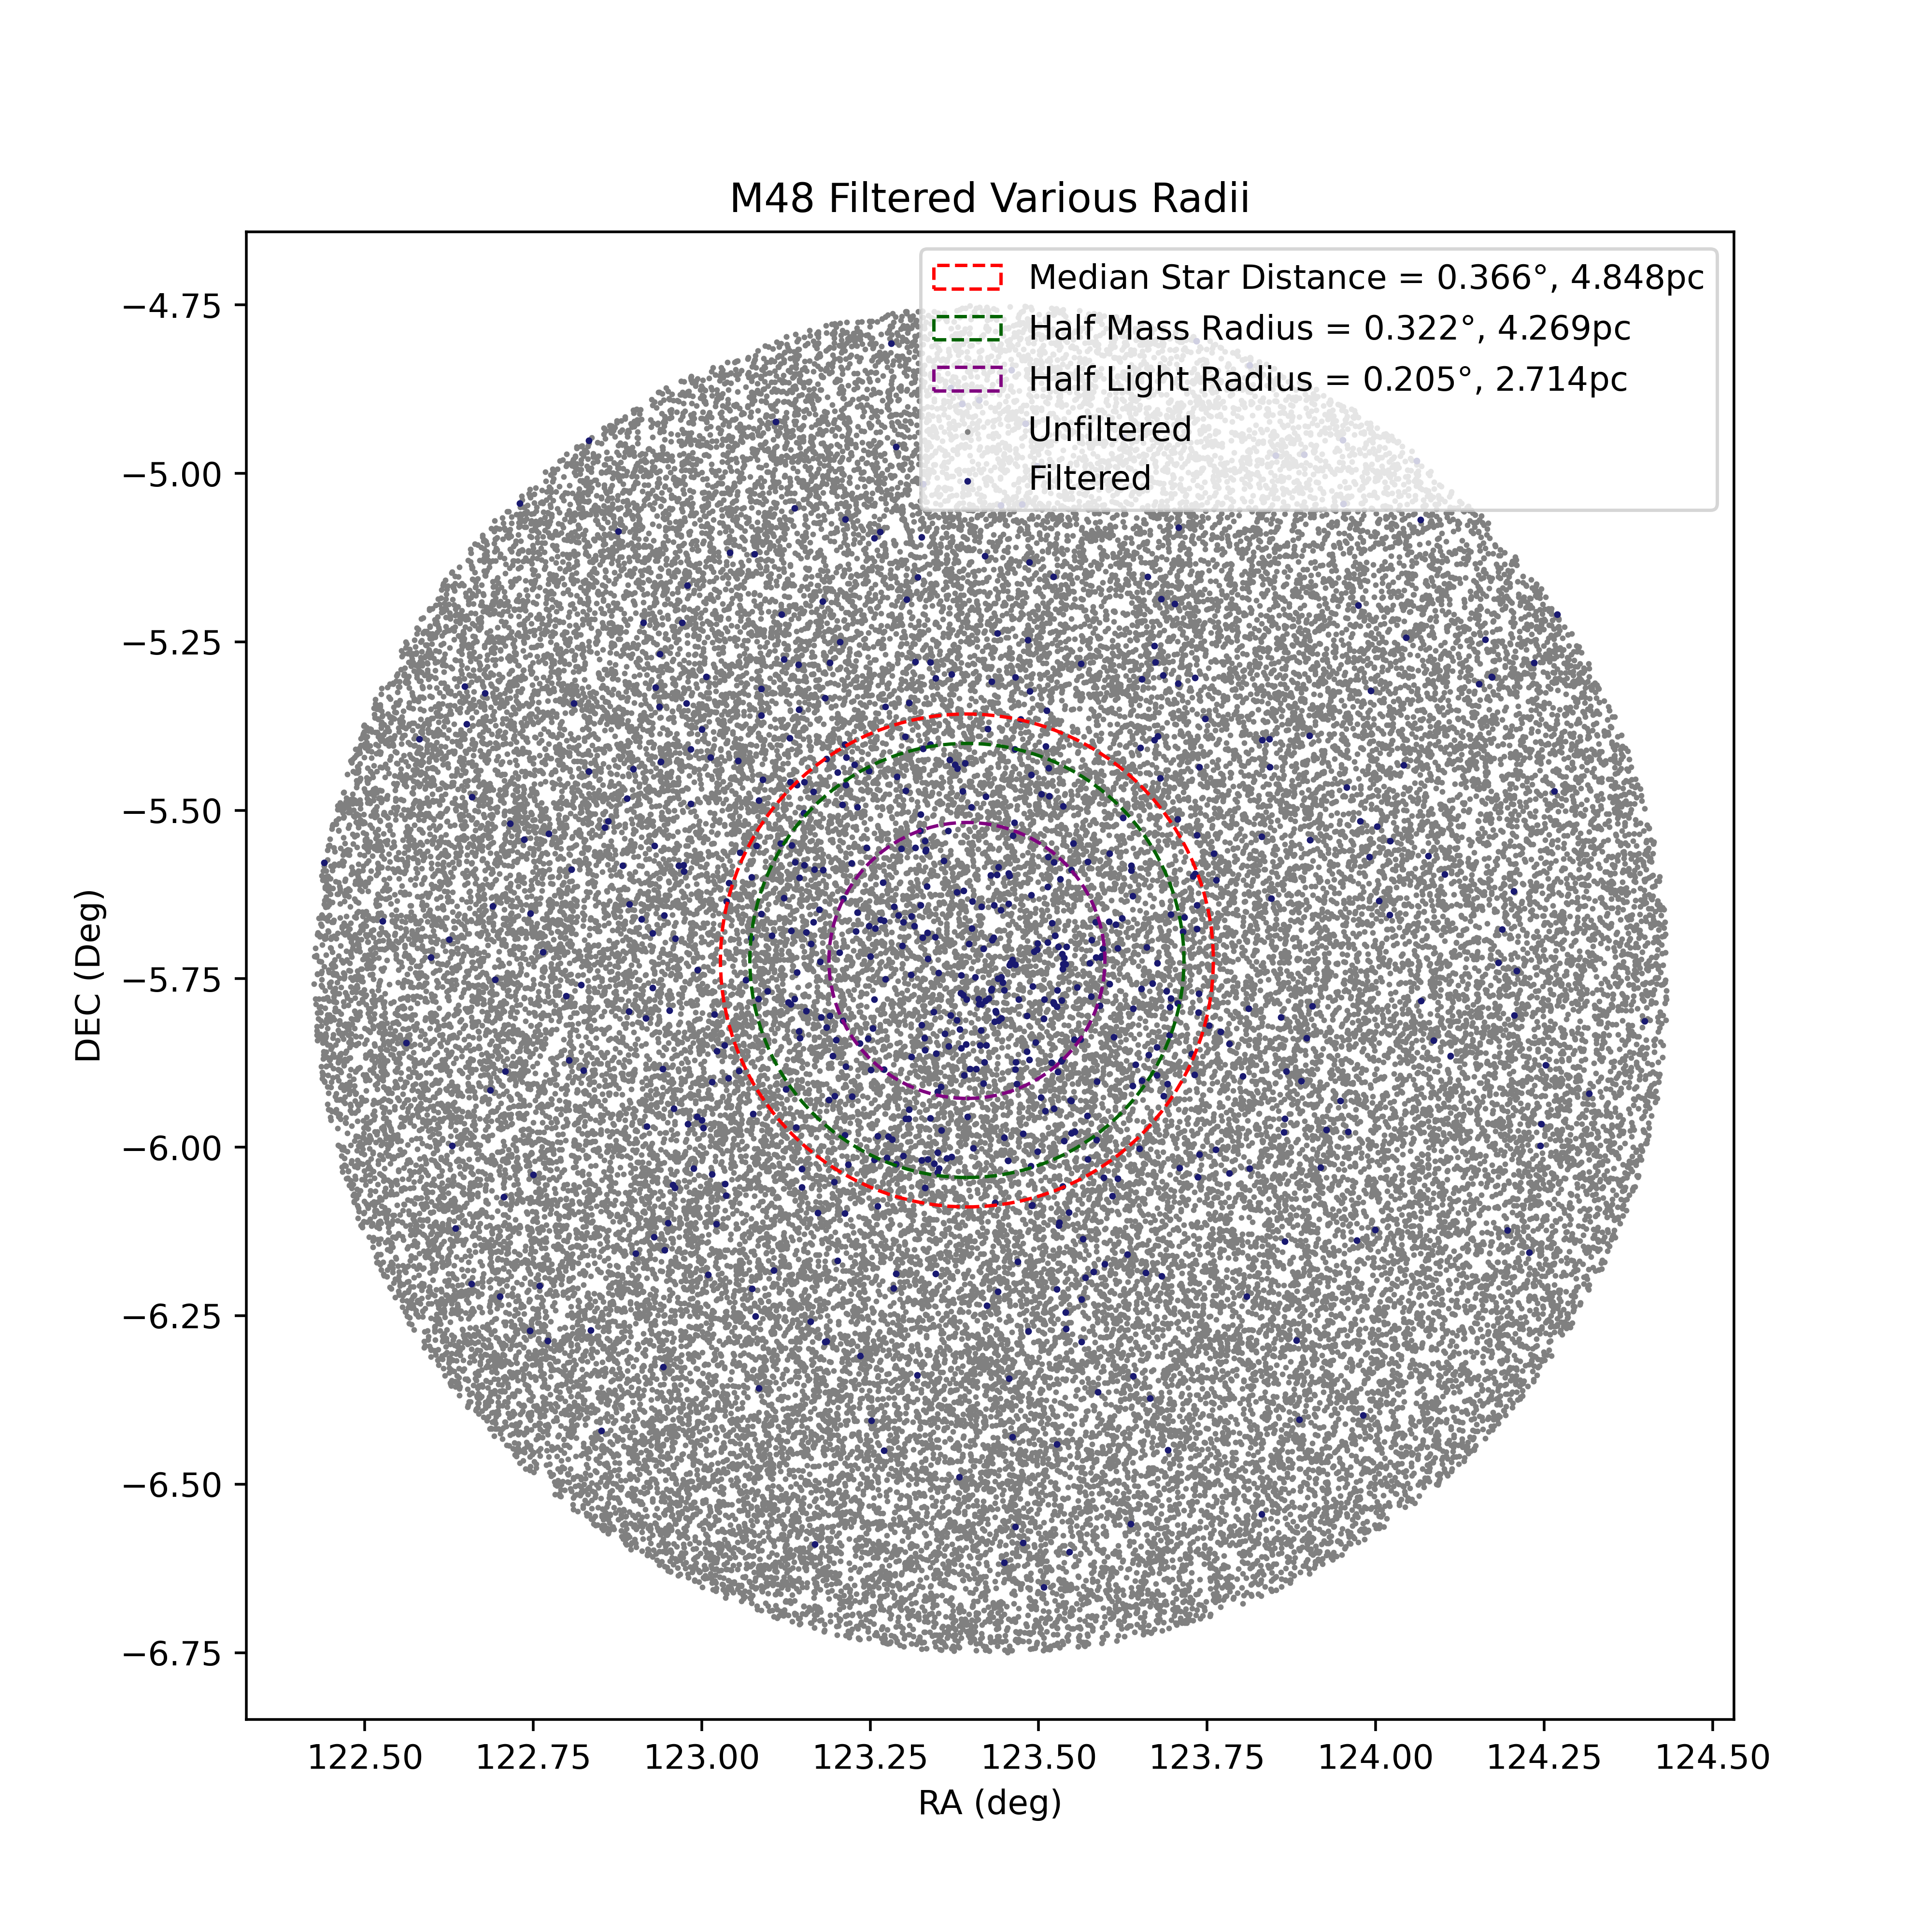 M48 Filtered Various Radii
Median Star Distance = 0.366°, 4.848pc
Half Mass Radius = 0.322°, 4.269pc
Half Light Radius = 0.205°, 2.714pc
Unfiltered
Filtered
−4.75
−5.00
−5.25
−5.50
−5.75
−6.00
−6.25
−6.50
−6.75
DEC (Deg)
122.50 122.75 123.00 123.25 123.50 123.75 124.00 124.25 124.50
RA (deg)